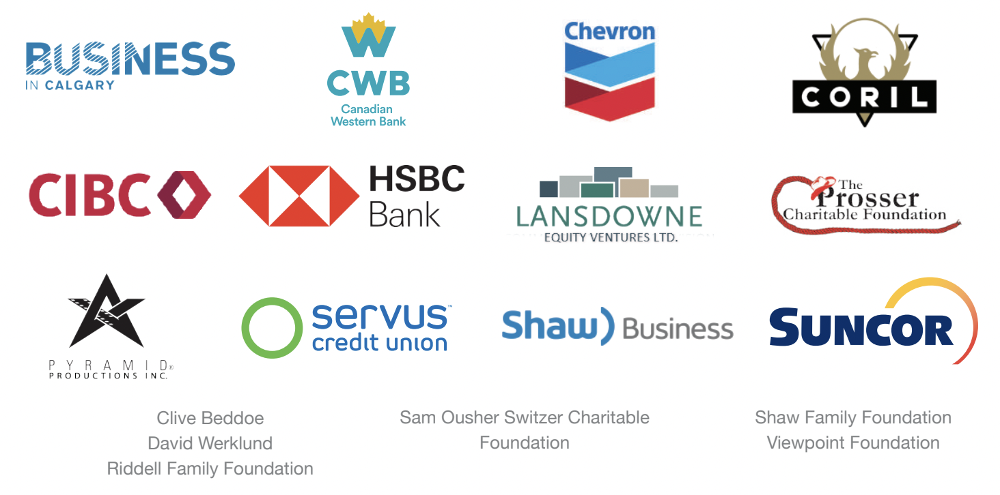 BUSINESS
IN CALGARY
CWB
Canadian
Western Bank
Chevron
CORIL
CIBC
HSBC
Bank
LANSDOWNE
EQUITY VENTURES LTD.
The
Prosser
Charitable Foundation
PYRAMID®
PRODUCTIONS INC.
servus™
credit union
Shaw) Business
SUNCOR
Clive Beddoe
David Werklund
Riddell Family Foundation
Sam Ousher Switzer Charitable
Foundation
Shaw Family Foundation
Viewpoint Foundation